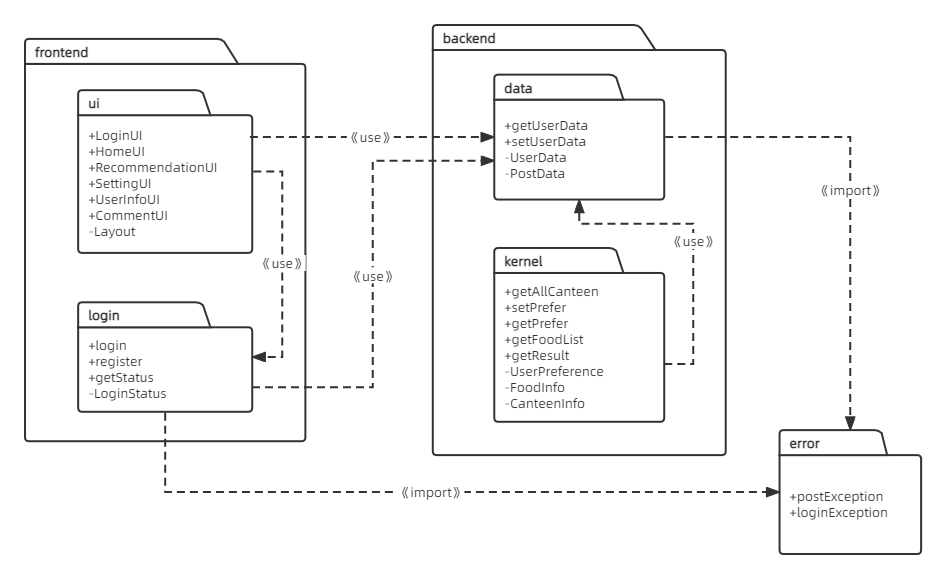 frontend
ui
+LoginUI
+HomeUI
+RecommendationUI
+SettingUI
+UserInfoUI
+CommentUI
-Layout
login
+login
+register
+getStatus
-LoginStatus
《use》
《use》
《use》
backend
data
+getUserData
+setUserData
-UserData
-PostData
kernel
+getAllCanteen
+setPrefer
+getPrefer
+getFoodList
+getResult
-UserPreference
-FoodInfo
-CanteenInfo
《use》
《import》
《import》
error
+postException
+loginException